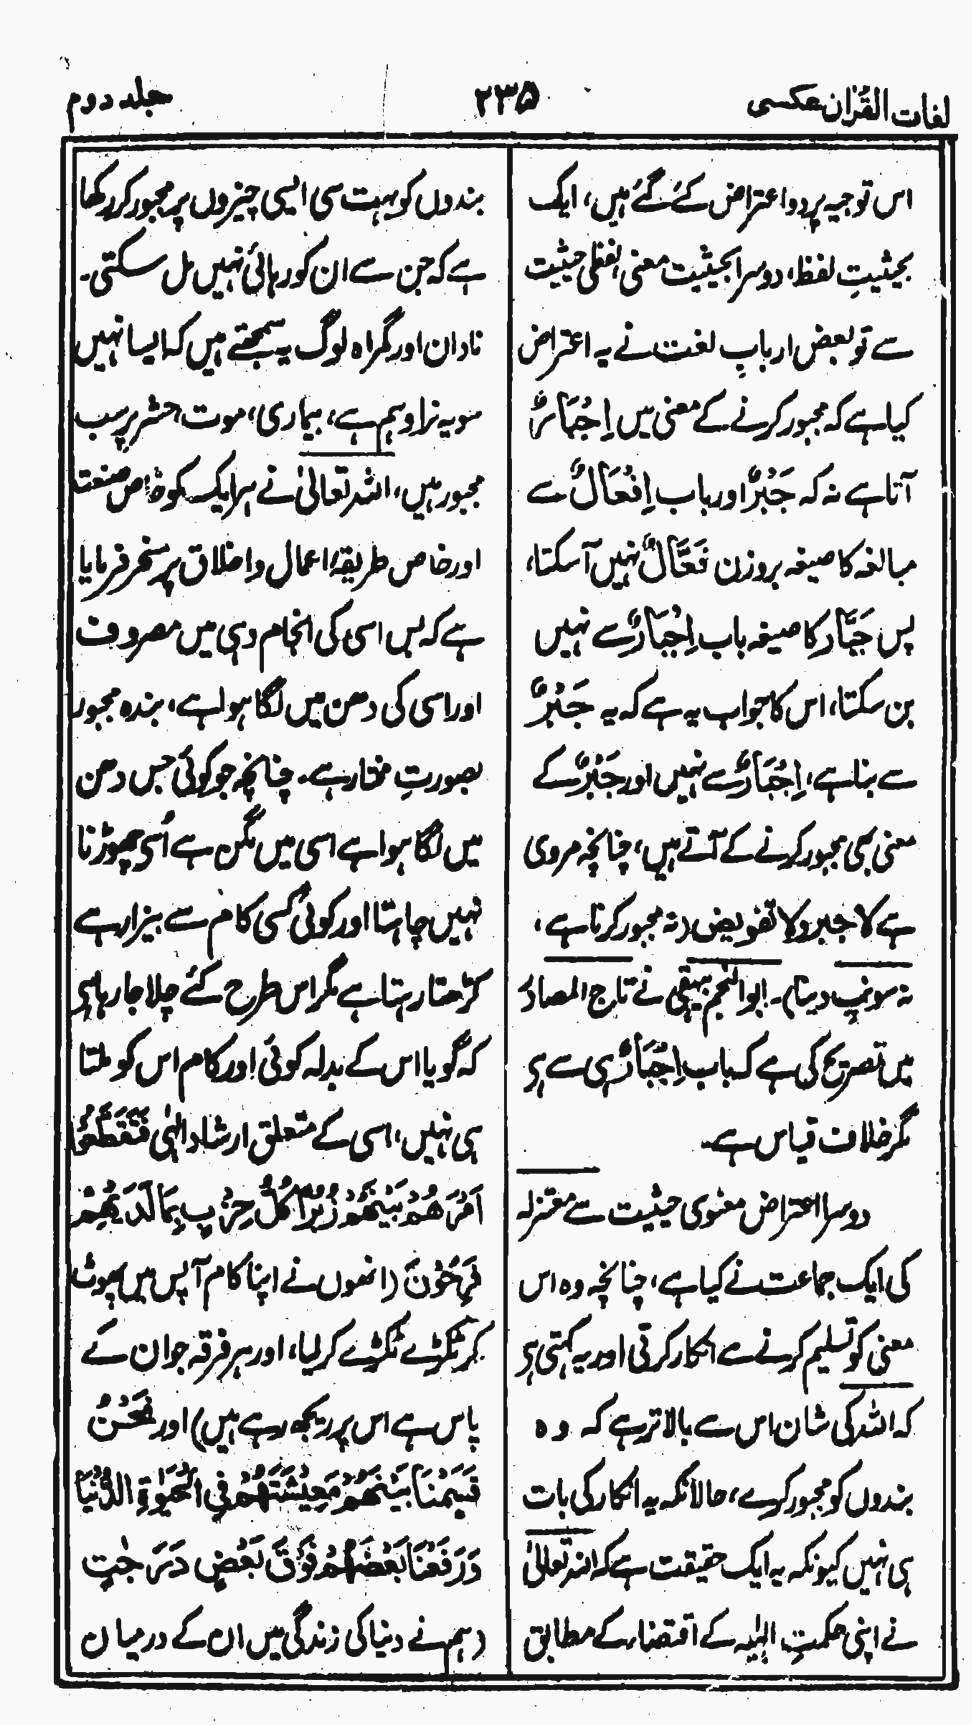 لغات القرآن عکسی
۲۳۵
جلد دوم
اس توجیہ پر دو اعتراض کئے گئے ہیں، ایک
بحیثیتِ لفظ، دوسرا بحیثیت معنی، لفظی حیثیت
سے تو بعض اربابِ لغت نے یہ اعتراض
کیا ہے کہ مجبور کرنے کے معنی میں اِجْبَارٌ
آتا ہے نہ کہ جَبْرٌ اور باب اِفْعَالٌ سے
مبالغہ کا صیغہ بروزن فَعَّالٌ نہیں آ سکتا،
پس جَبَّار کا صیغہ باب اِجْبَارٌ سے نہیں
بن سکتا، اس کا جواب یہ ہے کہ یہ جَبْرٌ
سے بنا ہے، اِجْبَارٌ سے نہیں اور جَبْرٌ کے
معنی بھی مجبور کرنے کے آتے ہیں، چنانچہ مروی
ہے لا جبر ولا تفویض (نہ مجبور کرنا ہے ،
نہ سونپ دینا)۔ ابو النجم بیہقی نے تاج المصادر
میں تصریح کی ہے کہ باب اِجْبَارٌ ہی سے ہے
مگر خلاف قیاس ہے۔
دوسرا اعتراض معنوی حیثیت سے معتزلہ
کی ایک جماعت نے کیا ہے، چنانچہ وہ اس
معنی کو تسلیم کرنے سے انکار کرتی اور یہ کہتی ہے
کہ اللہ کی شان اس سے بالاتر ہے کہ وہ
بندوں کو مجبور کرے، حالانکہ یہ انکار کی بات
ہی نہیں کیونکہ یہ ایک حقیقت ہے کہ اللہ تعالیٰ
نے اپنی حکمتِ الٰہیہ کے اقتضاء کے مطابق
بندوں کو بہت سی ایسی چیزوں پر مجبور کر رکھا
ہے کہ جن سے ان کو رہائی نہیں مل سکتی۔
نادان اور گمراہ لوگ یہ سمجھتے ہیں کہ ایسا نہیں
سو یہ نرا وہم ہے، بیماری، موت، حشر پر سب
مجبور ہیں، اللہ تعالیٰ نے ہر ایک کو خاص صنعت
اور خاص طریقۂ اعمال و اخلاق پر مسخر فرمایا
ہے کہ بس اسی کی انجام دہی میں مصروف
اور اسی کی دھن میں لگا ہوا ہے، بندہ مجبور
بصورتِ مختار ہے۔ چنانچہ جو کوئی جس دھن
میں لگا ہوا ہے اسی میں مگن ہے اُسی چھوڑنا
نہیں چاہتا اور کوئی کسی کام سے بیزار ہے
کڑھتا رہتا ہے مگر اس طرح کئے چلا جا رہا ہے
کہ گویا اس کے بدلہ کوئی اور کام اس کو ملتا
ہی نہیں، اسی کے متعلق ارشاد الٰہی فَتَقَطَّعُوْٓا
اَمْرَهُمْ بَيْنَهُمْ زُبُرًا كُلُّ حِزْبٍ بِمَا لَدَيْهِمْ
فَرِحُوْنَ (انھوں نے اپنا کام آپس میں پھوٹ
کر ٹکڑے ٹکڑے کر لیا، اور ہر فرقہ جو ان کے
پاس ہے اس پر ریجھ رہے ہیں) اور نَحْنُ
قَسَمْنَا بَيْنَهُمْ مَعِيْشَتَهُمْ فِي الْحَيٰوةِ الدُّنْيَا
وَرَفَعْنَا بَعْضَهُمْ فَوْقَ بَعْضٍ دَرَجٰتٍ
(ہم نے دنیا کی زندگی میں ان کے درمیان